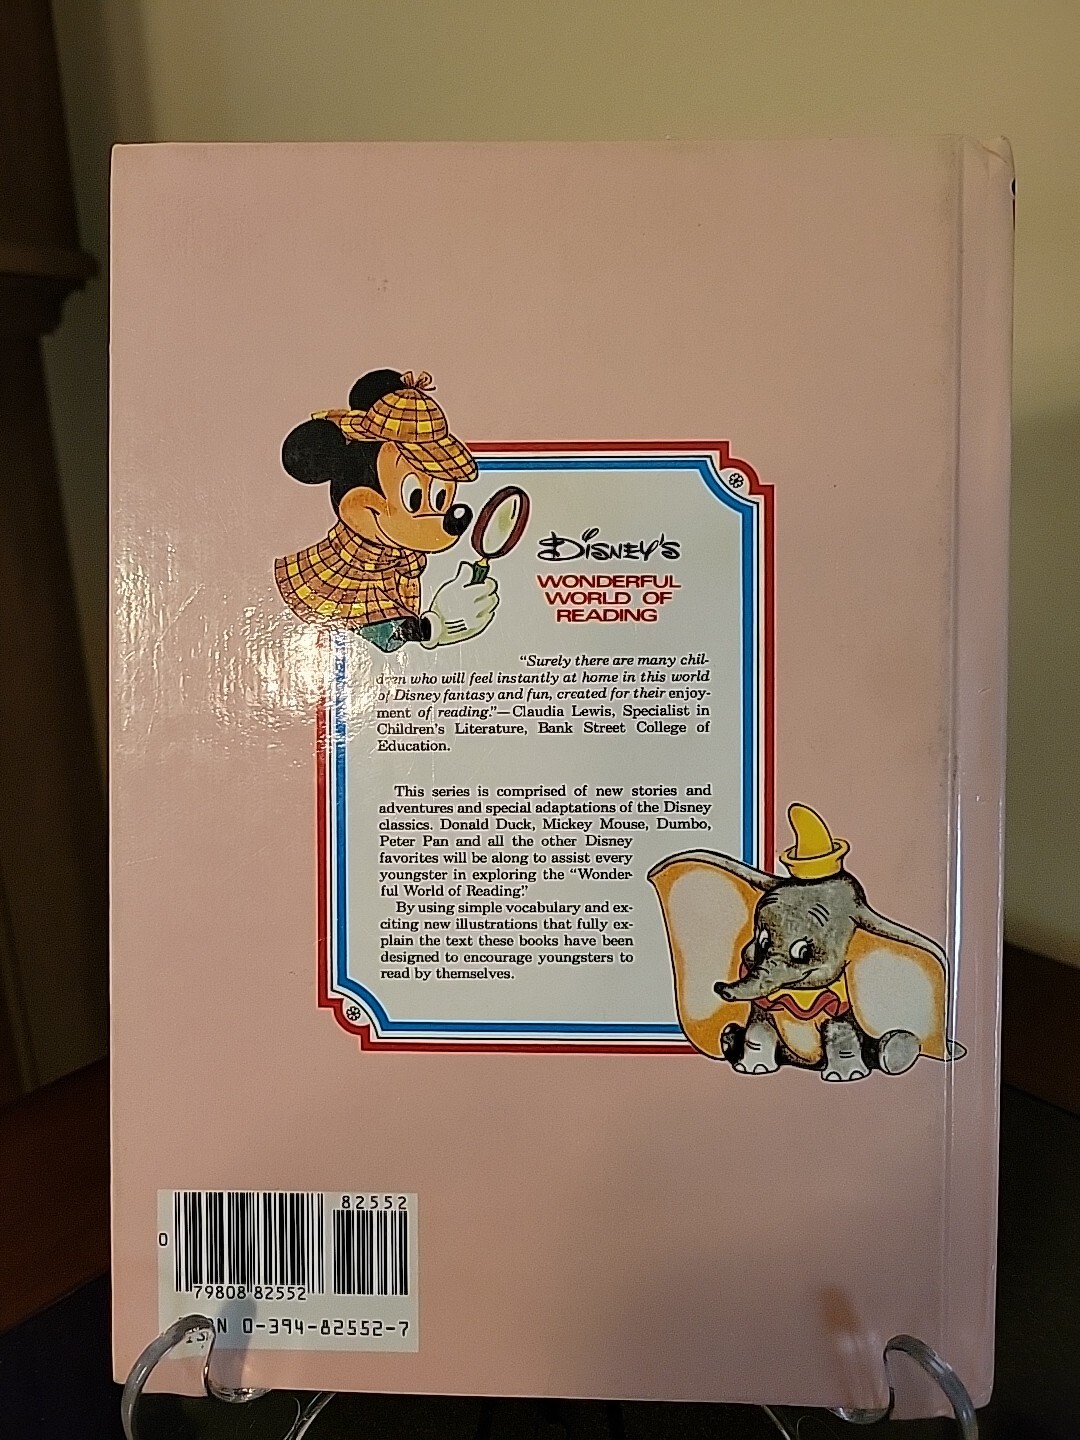 DISNEY'S
WONDERFUL
WORLD OF
READING
"Surely there are many chil-
dren who will feel instantly at home in this world
of Disney fantasy and fun, created for their enjoy-
ment of reading."—Claudia Lewis, Specialist in
Children's Literature, Bank Street College of
Education.
This series is comprised of new stories and
adventures and special adaptations of the Disney
classics. Donald Duck, Mickey Mouse, Dumbo,
Peter Pan and all the other Disney
favorites will be along to assist every
youngster in exploring the "Wonder-
ful World of Reading."
By using simple vocabulary and ex-
citing new illustrations that fully ex-
plain the text these books have been
designed to encourage youngsters to
read by themselves.
82552
0
79808 82552
ISBN 0-394-82552-7